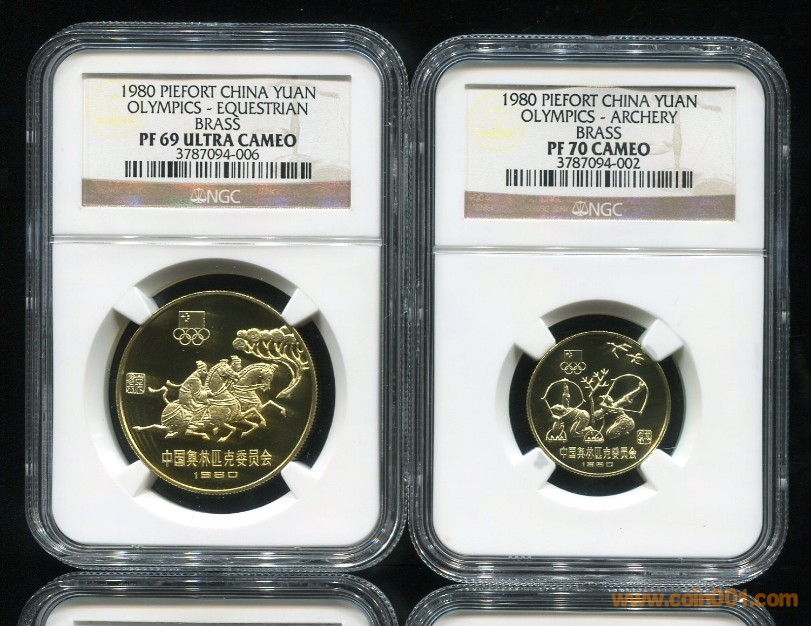 1980 PIEFORT CHINA YUAN
OLYMPICS - EQUESTRIAN
BRASS
PF 69 ULTRA CAMEO
3787094-006
NGC
中国奥林匹克委员会
1980
1980 PIEFORT CHINA YUAN
OLYMPICS - ARCHERY
BRASS
PF 70 CAMEO
3787094-002
NGC
中国奥林匹克委员会
1980
www.coin001.com